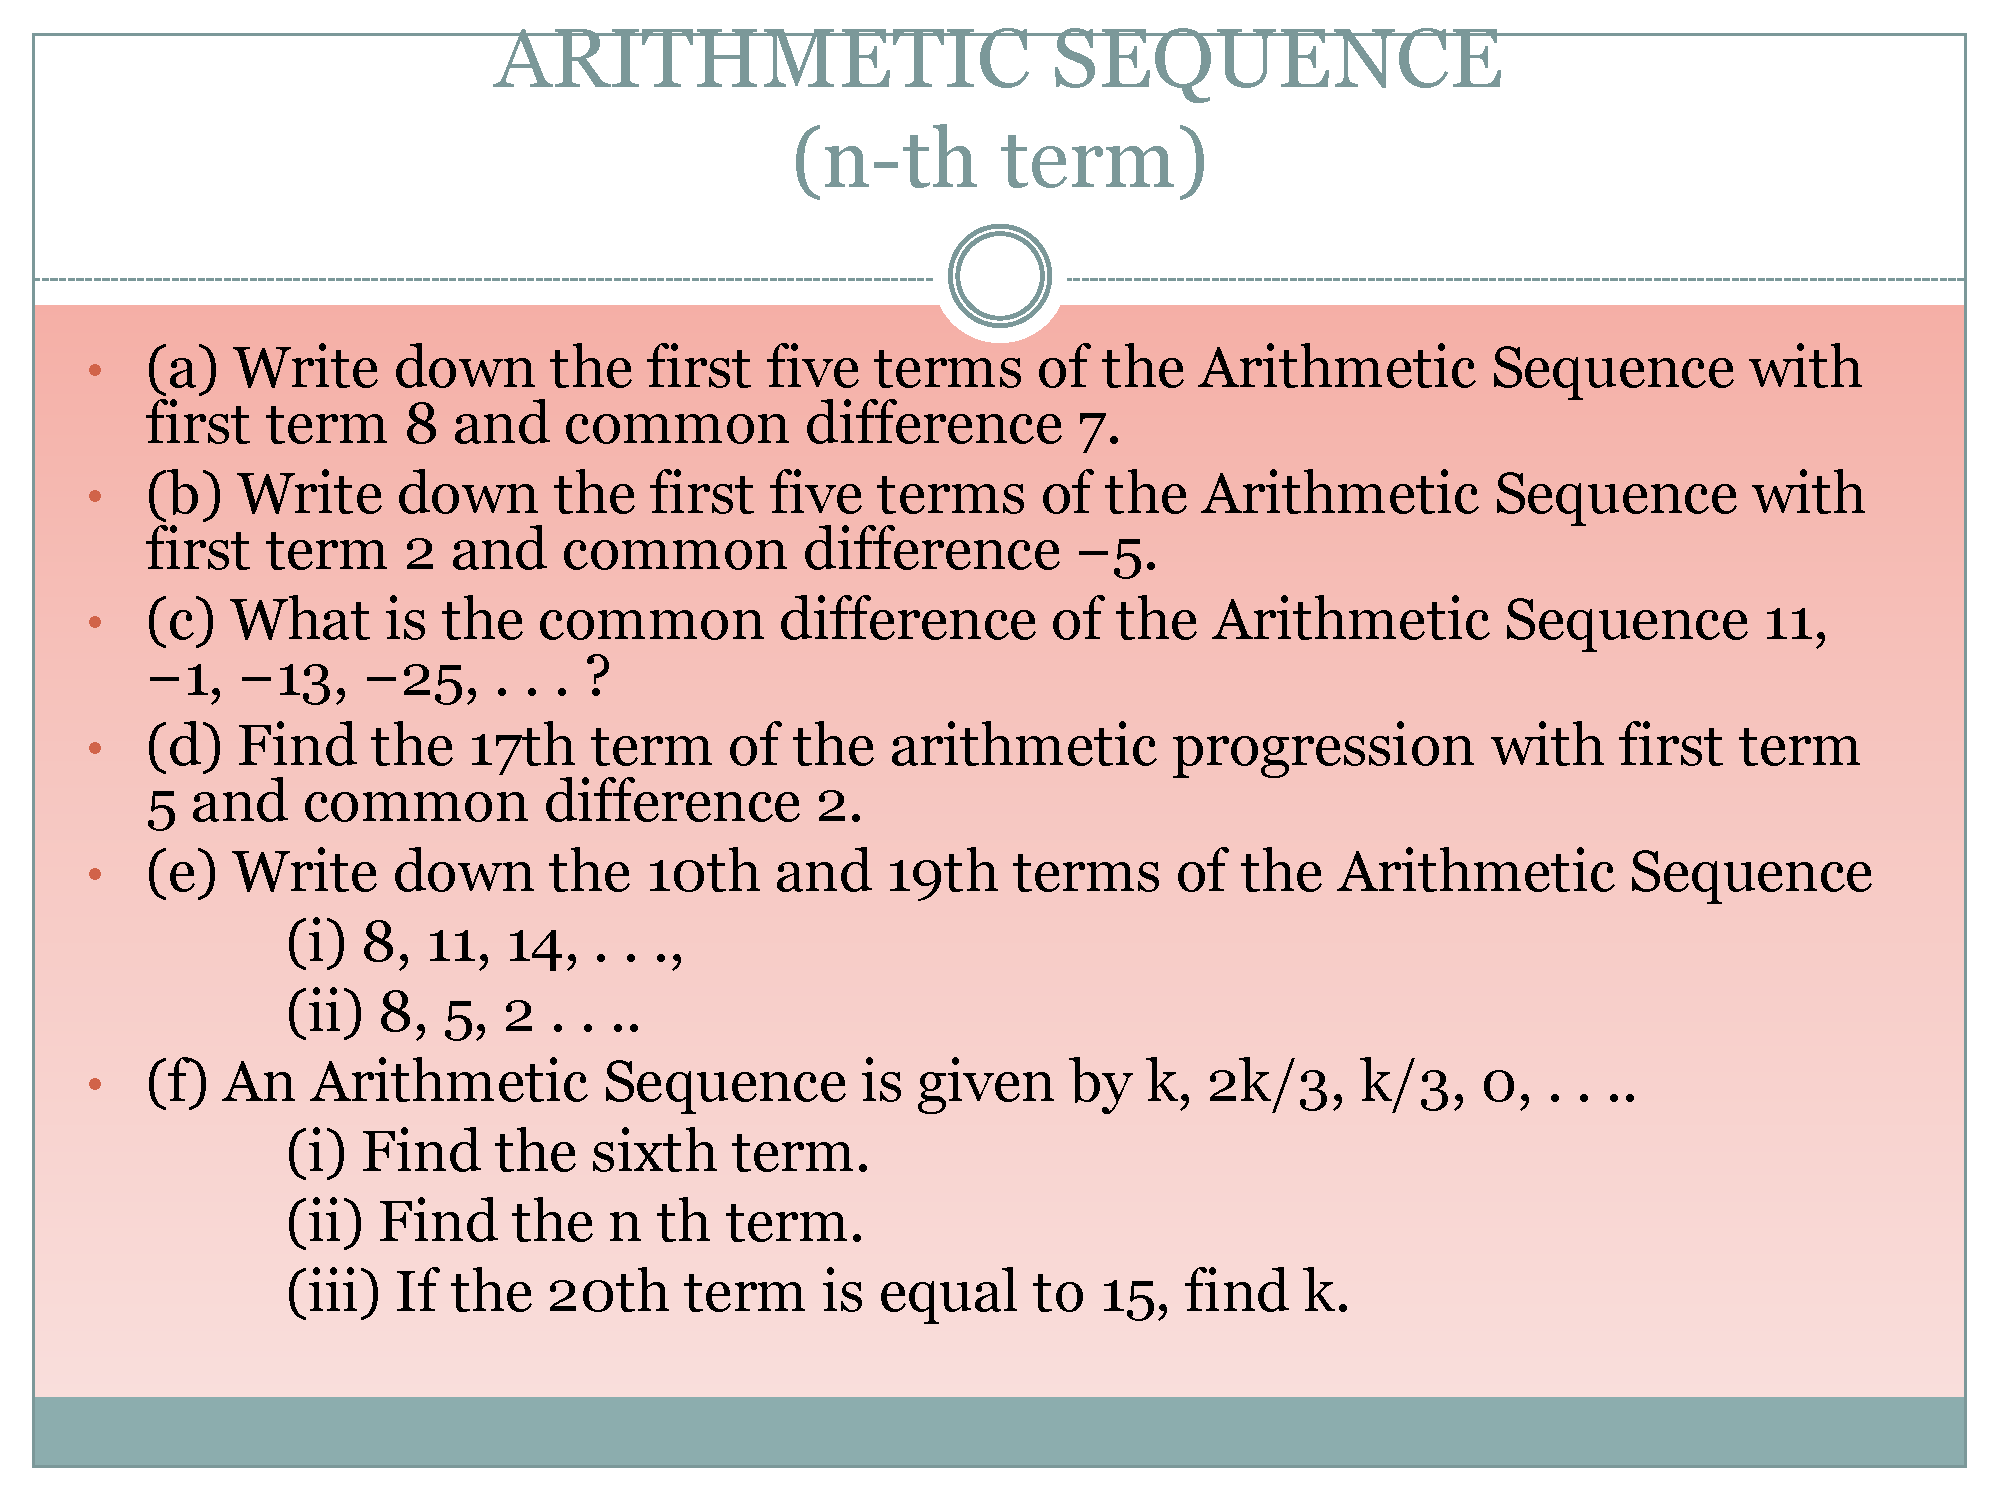 ARITHMETIC SEQUENCE
(n-th term)
• (a) Write down the first five terms of the Arithmetic Sequence with
first term 8 and common difference 7.
• (b) Write down the first five terms of the Arithmetic Sequence with
first term 2 and common difference −5.
• (c) What is the common difference of the Arithmetic Sequence 11,
−1, −13, −25, . . . ?
• (d) Find the 17th term of the arithmetic progression with first term
5 and common difference 2.
• (e) Write down the 10th and 19th terms of the Arithmetic Sequence
(i) 8, 11, 14, . . .,
(ii) 8, 5, 2 . . ..
• (f) An Arithmetic Sequence is given by k, 2k/3, k/3, 0, . . ..
(i) Find the sixth term.
(ii) Find the n th term.
(iii) If the 20th term is equal to 15, find k.